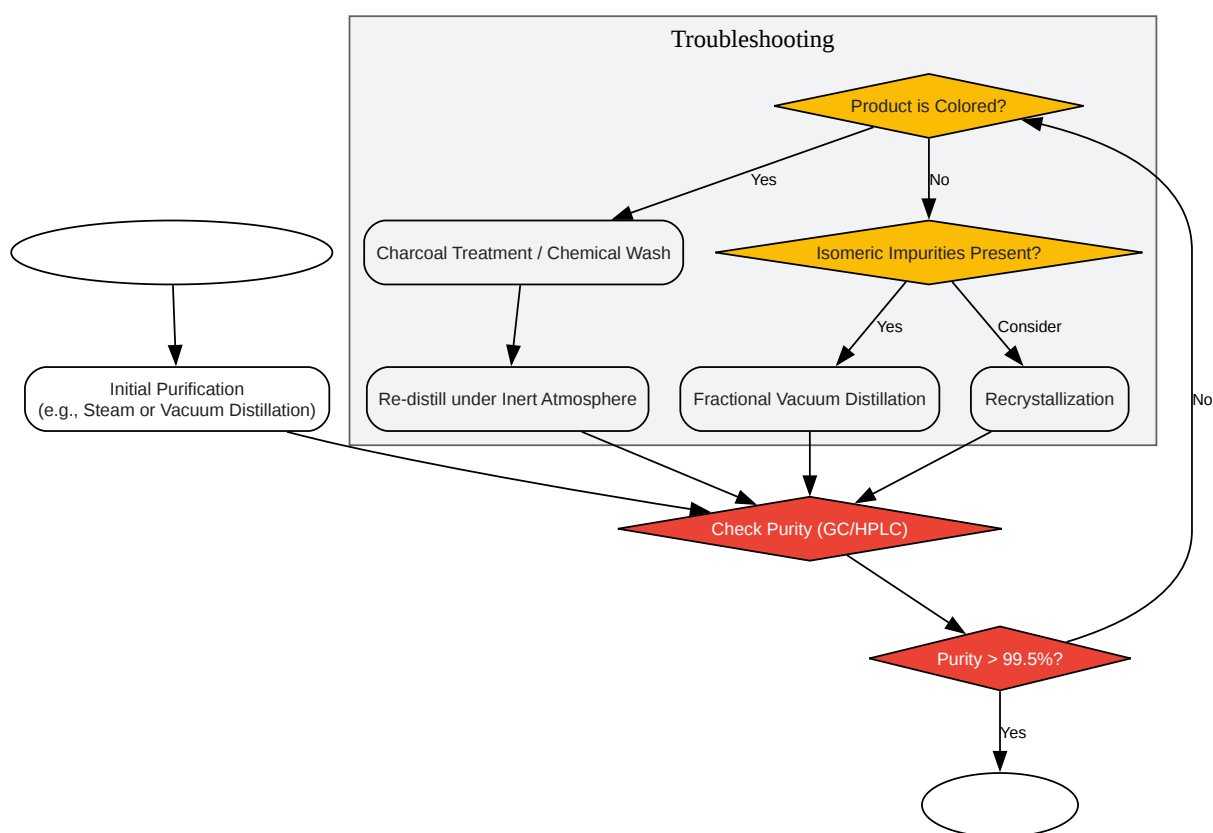 Troubleshooting
Product is Colored?
Yes
No
Charcoal Treatment / Chemical Wash
Isomeric Impurities Present?
Initial Purification
(e.g., Steam or Vacuum Distillation)
Yes
Consider
Re-distill under Inert Atmosphere
Fractional Vacuum Distillation
Recrystallization
No
Check Purity (GC/HPLC)
Purity > 99.5%?
Yes